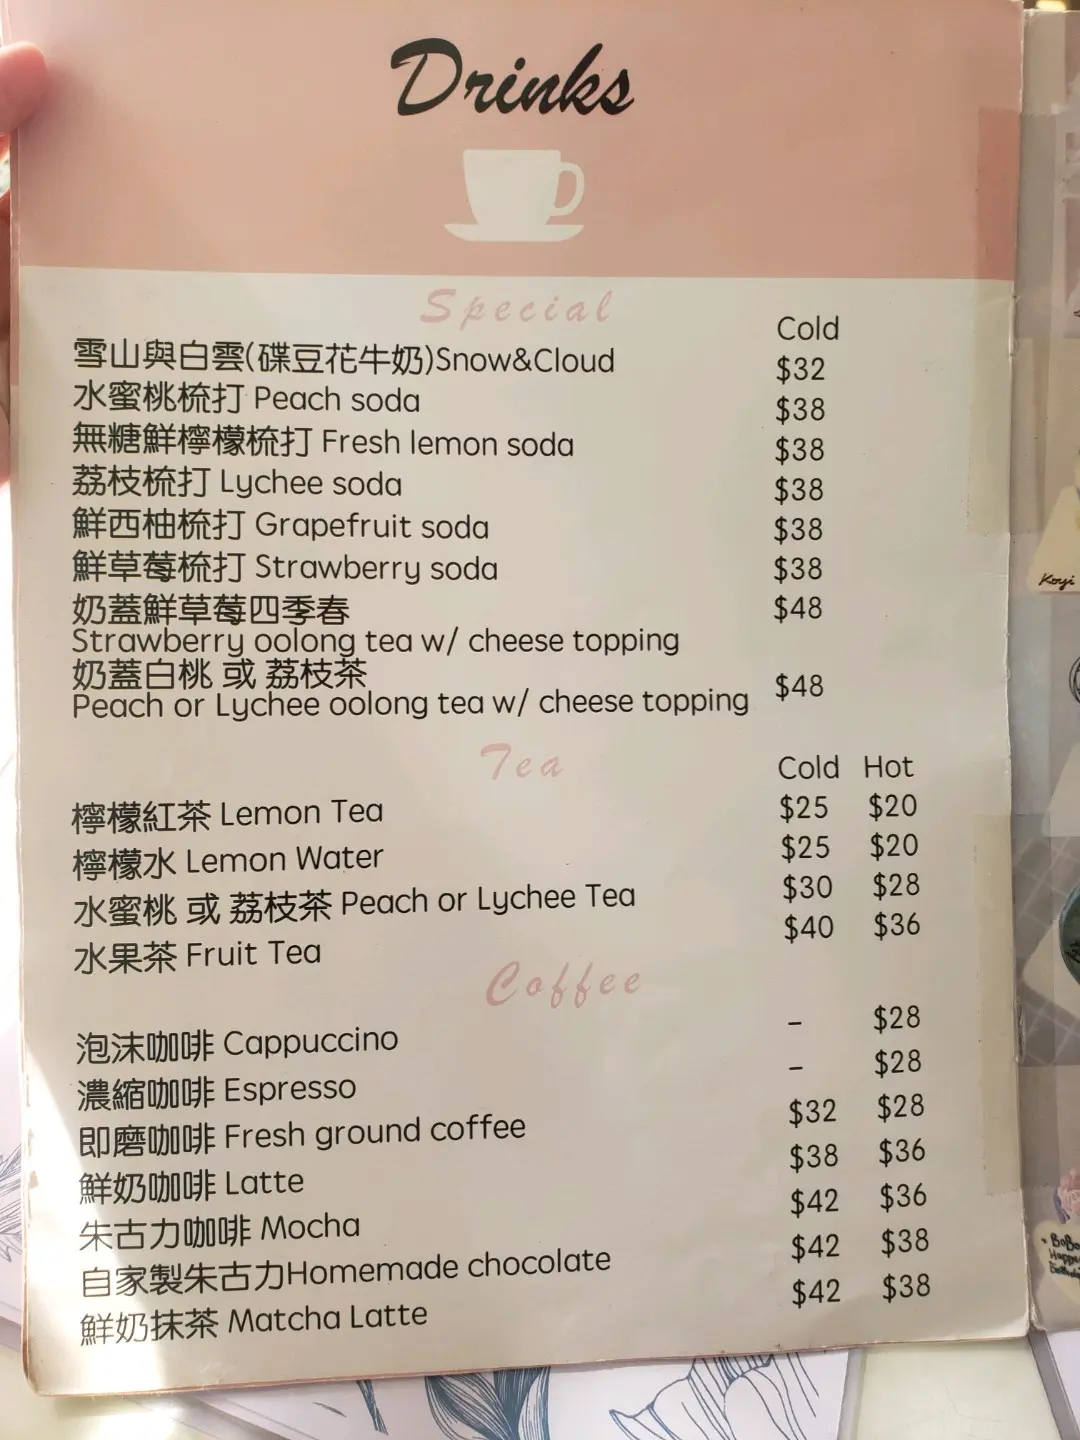 Drinks
Special
Cold
雪山與白雲(碟豆花牛奶)Snow&Cloud $32
水蜜桃梳打 Peach soda $38
無糖鮮檸檬梳打 Fresh lemon soda $38
荔枝梳打 Lychee soda $38
鮮西柚梳打 Grapefruit soda $38
鮮草莓梳打 Strawberry soda $38
奶蓋鮮草莓四季春 $48
Strawberry oolong tea w/ cheese topping
奶蓋白桃 或 荔枝茶
Peach or Lychee oolong tea w/ cheese topping $48
Tea
Cold Hot
檸檬紅茶 Lemon Tea $25 $20
檸檬水 Lemon Water $25 $20
水蜜桃 或 荔枝茶 Peach or Lychee Tea $30 $28
水果茶 Fruit Tea $40 $36
Coffee
泡沫咖啡 Cappuccino – $28
濃縮咖啡 Espresso – $28
即磨咖啡 Fresh ground coffee $32 $28
鮮奶咖啡 Latte $38 $36
朱古力咖啡 Mocha $42 $36
自家製朱古力Homemade chocolate $42 $38
鮮奶抹茶 Matcha Latte $42 $38
Koyi